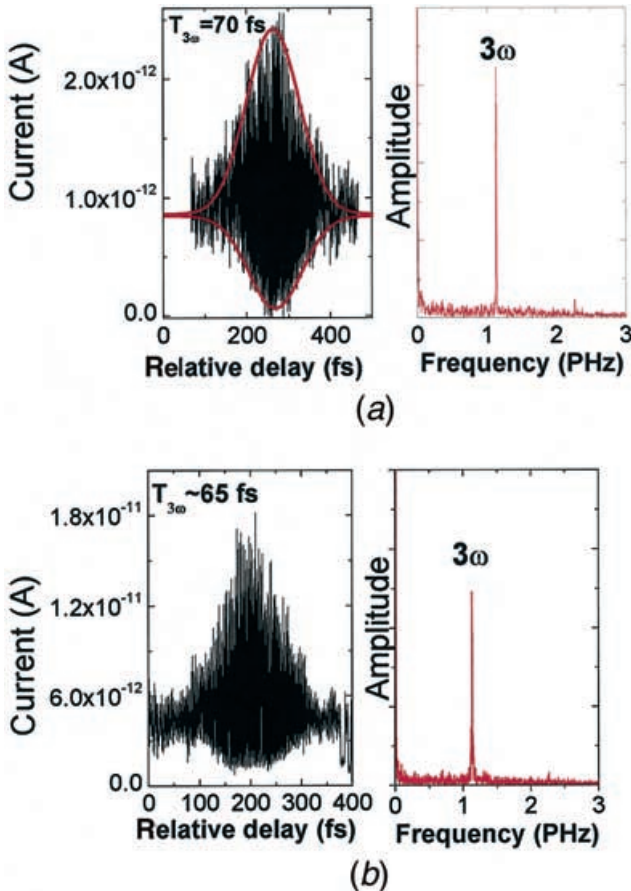 T3ω=70 fs
3ω
Current (A)
2.0x10-12
1.0x10-12
0.0
Amplitude
0 200 400
0 1 2 3
Relative delay (fs)
Frequency (PHz)
(a)
T3ω~65 fs
3ω
Current (A)
1.8x10-11
1.2x10-11
6.0x10-12
0.0
Amplitude
0 100 200 300 400
0 1 2 3
Relative delay (fs)
Frequency (PHz)
(b)